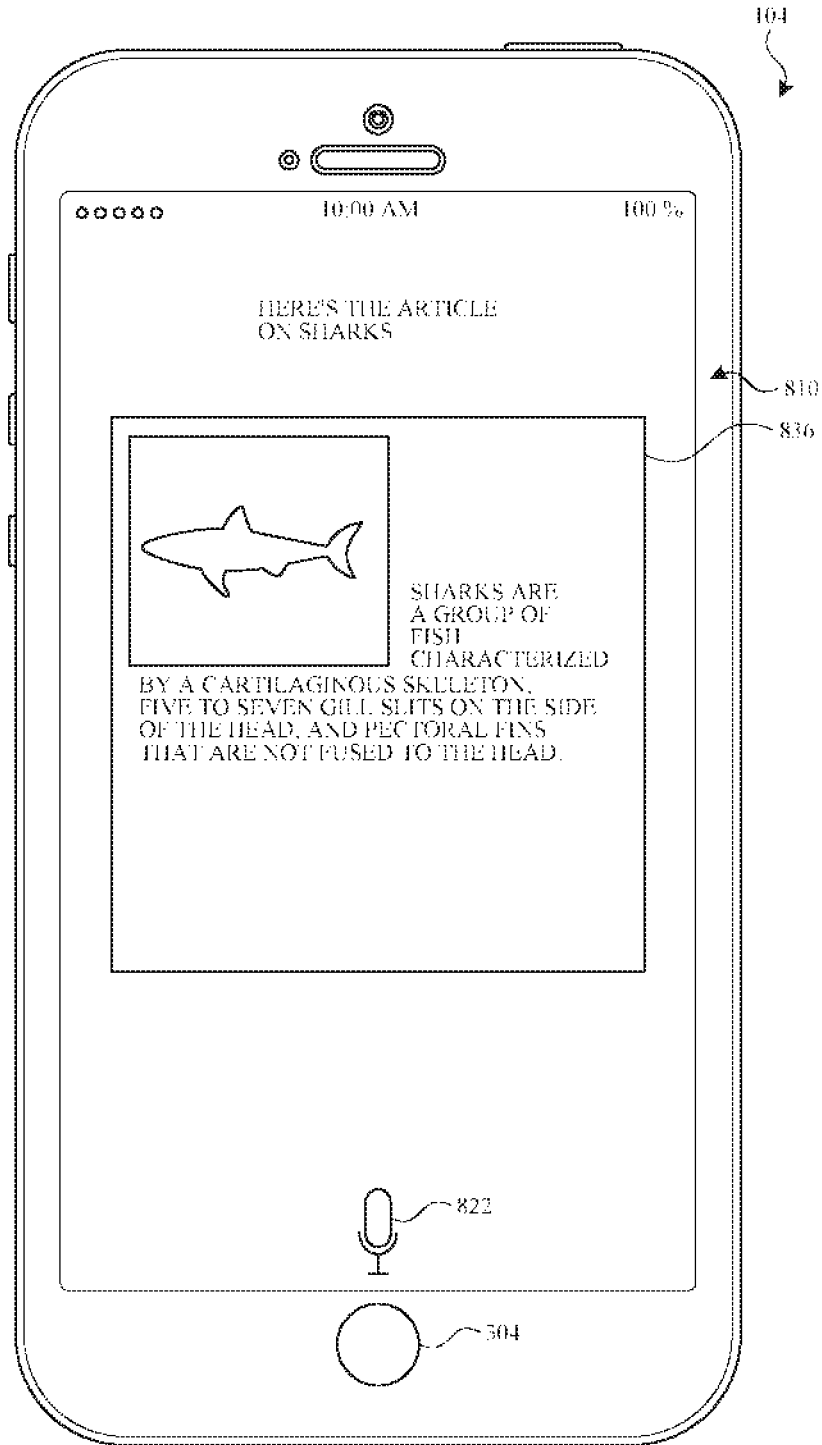 104
10:00 AM 100 %
HERE'S THE ARTICLE
ON SHARKS
810
836
SHARKS ARE
A GROUP OF
FISH
CHARACTERIZED
BY A CARTILAGINOUS SKELETON,
FIVE TO SEVEN GILL SLITS ON THE SIDE
OF THE HEAD, AND PECTORAL FINS
THAT ARE NOT FUSED TO THE HEAD.
822
304